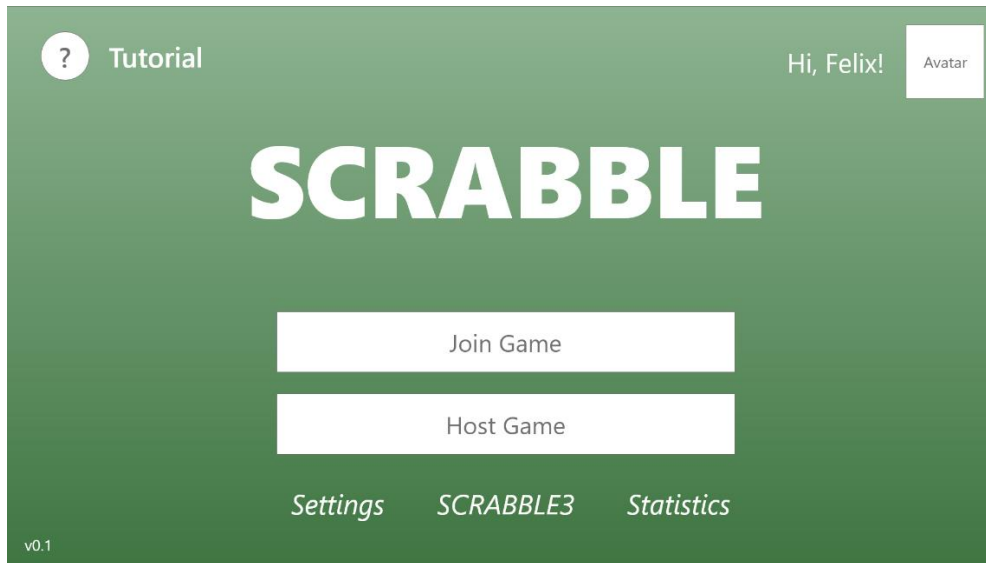 ? Tutorial
Hi, Felix!
Avatar
SCRABBLE
Join Game
Host Game
Settings SCRABBLE3 Statistics
v0.1